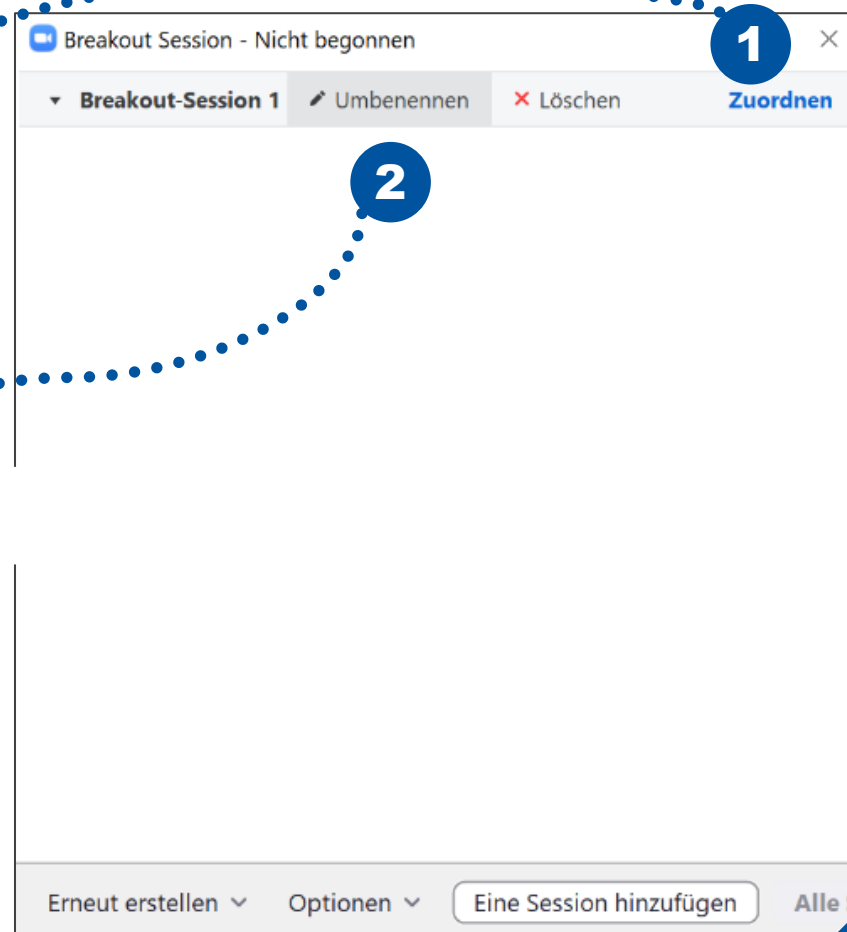 Breakout Session - Nicht begonnen
1
Breakout-Session 1 Umbenennen Löschen Zuordnen
2
Erneut erstellen Optionen Eine Session hinzufügen Alle